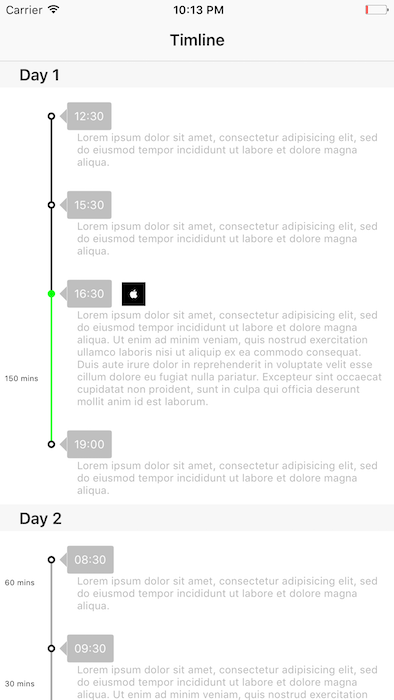 Carrier 10:13 PM
Timline
Day 1
12:30
Lorem ipsum dolor sit amet, consectetur adipisicing elit, sed
do eiusmod tempor incididunt ut labore et dolore magna
aliqua.
15:30
Lorem ipsum dolor sit amet, consectetur adipisicing elit, sed
do eiusmod tempor incididunt ut labore et dolore magna
aliqua.
16:30
Lorem ipsum dolor sit amet, consectetur adipisicing elit, sed
do eiusmod tempor incididunt ut labore et dolore magna
aliqua. Ut enim ad minim veniam, quis nostrud exercitation
ullamco laboris nisi ut aliquip ex ea commodo consequat.
Duis aute irure dolor in reprehenderit in voluptate velit esse
cillum dolore eu fugiat nulla pariatur. Excepteur sint occaecat
cupidatat non proident, sunt in culpa qui officia deserunt
mollit anim id est laborum.
150 mins
19:00
Lorem ipsum dolor sit amet, consectetur adipisicing elit, sed
do eiusmod tempor incididunt ut labore et dolore magna
aliqua.
Day 2
08:30
Lorem ipsum dolor sit amet, consectetur adipisicing elit, sed
do eiusmod tempor incididunt ut labore et dolore magna
aliqua.
60 mins
09:30
Lorem ipsum dolor sit amet, consectetur adipisicing elit, sed
do eiusmod tempor incididunt ut labore et dolore magna
30 mins